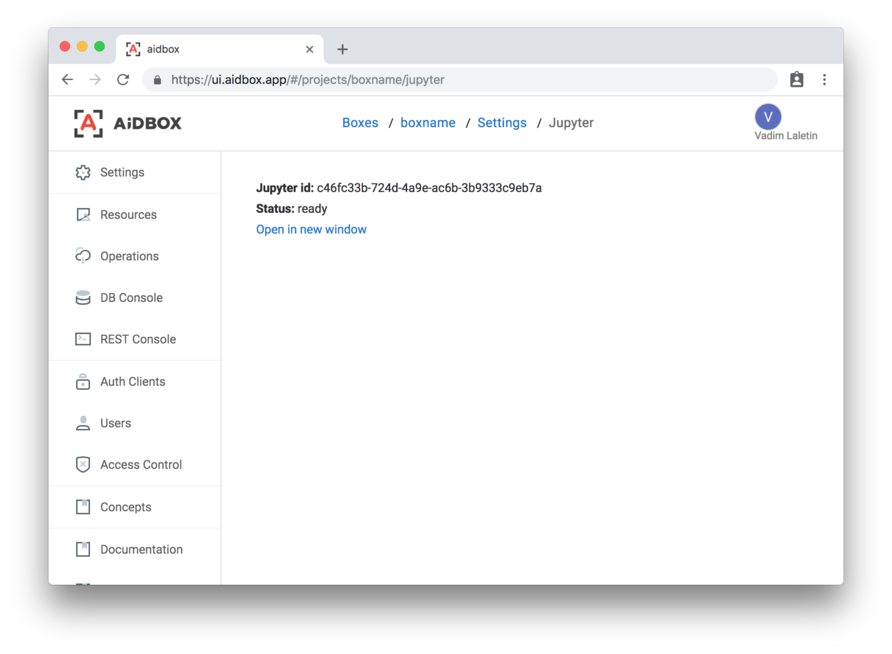 aidbox
https://ui.aidbox.app/#/projects/boxname/jupyter
AiDBOX
Boxes / boxname / Settings / Jupyter
V
Vadim Laletin
Settings
Resources
Operations
DB Console
REST Console
Auth Clients
Users
Access Control
Concepts
Documentation
Jupyter id: c46fc33b-724d-4a9e-ac6b-3b9333c9eb7a
Status: ready
Open in new window